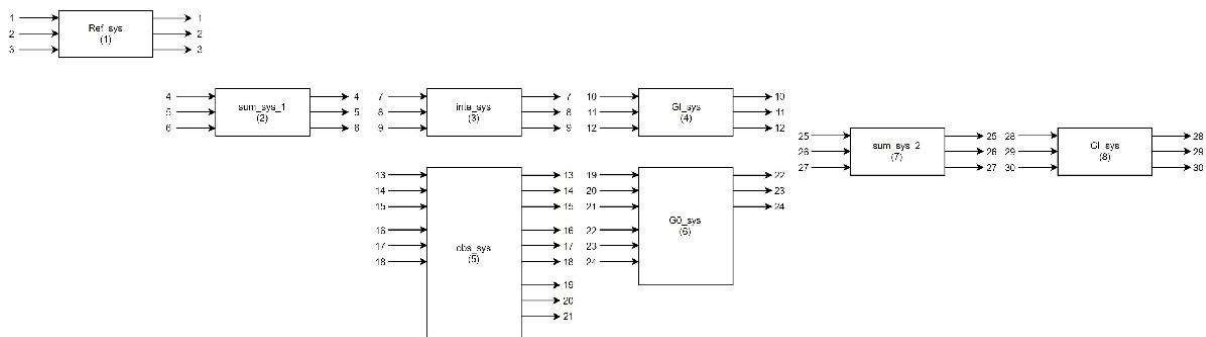 1 Ref_sys 1
2 (1) 2
3 3
4 sum_sys_1 4
5 (2) 5
6 6
7 inte_sys 7
8 (3) 8
9 9
10 GI_sys 10
11 (4) 11
12 12
13 13
14 14
15 15
16 16
17 obs_sys 17
18 (5) 18
19
20
21
19 22
20 23
21 24
22 G0_sys
23 (6)
24
25 sum_sys_2 25
26 (7) 26
27 27
28 Cl_sys 28
29 (8) 29
30 30